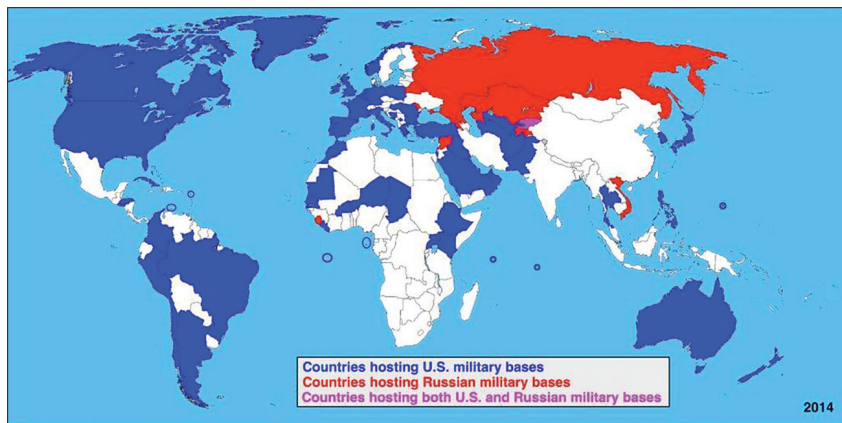 Countries hosting U.S. military bases
Countries hosting Russian military bases
Countries hosting both U.S. and Russian military bases
2014